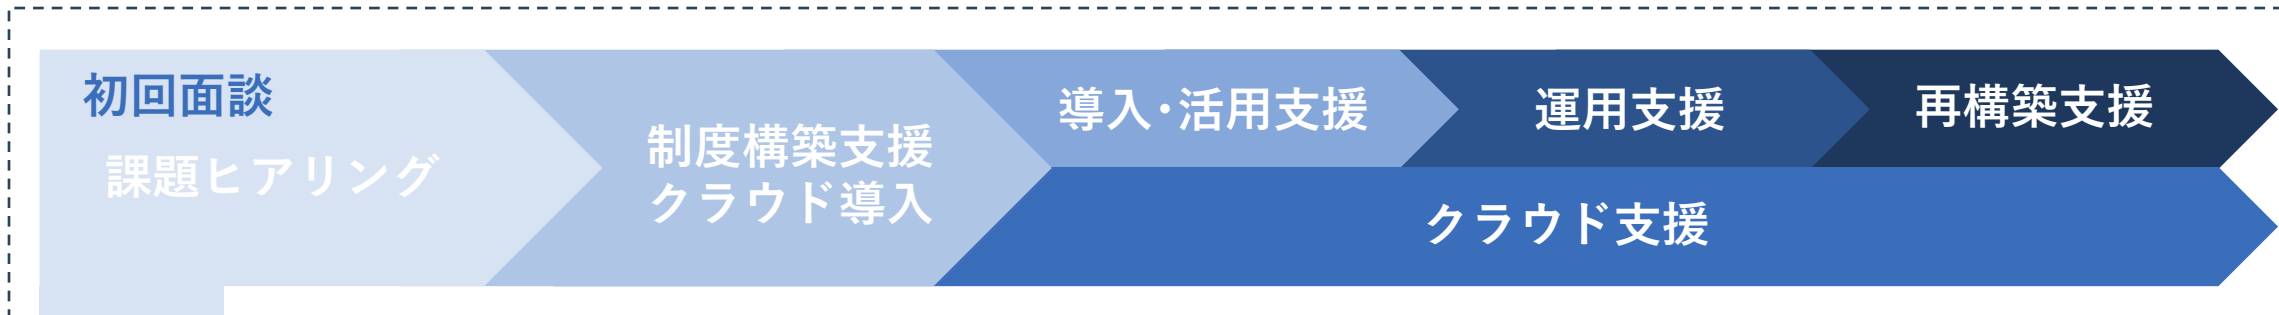 初回面談
課題ヒアリング
制度構築支援
クラウド導入
導入・活用支援
運用支援
再構築支援
クラウド支援